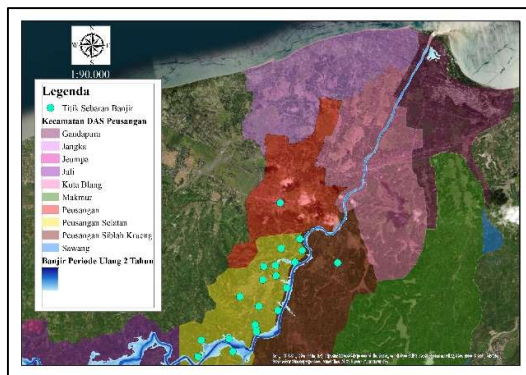 N
S
1:90.000
Legenda
Titik Sebaran Banjir
Kecamatan DAS Peusangan
Gandapura
Jangka
Jeumpa
Juli
Kuta Blang
Makmur
Peusangan
Peusangan Selatan
Peusangan Siblah Krueng
Sawang
Banjir Periode Ulang 2 Tahun